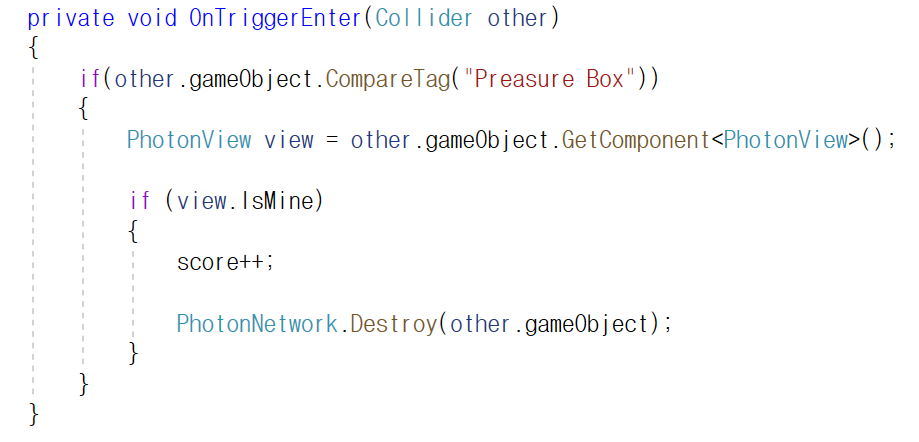 private void OnTriggerEnter(Collider other)
{
if(other.gameObject.CompareTag("Preasure Box"))
{
PhotonView view = other.gameObject.GetComponent<PhotonView>();
if (view.IsMine)
{
score++;
PhotonNetwork.Destroy(other.gameObject);
}
}
}